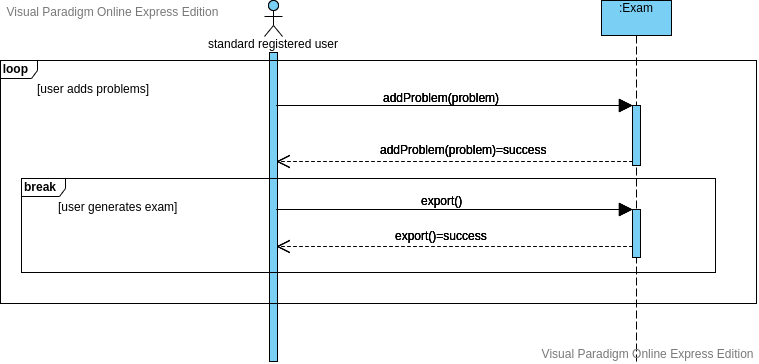 Visual Paradigm Online Express Edition
:Exam
standard registered user
loop
[user adds problems]
addProblem(problem)
addProblem(problem)=success
break
[user generates exam]
export()
export()=success
Visual Paradigm Online Express Edition